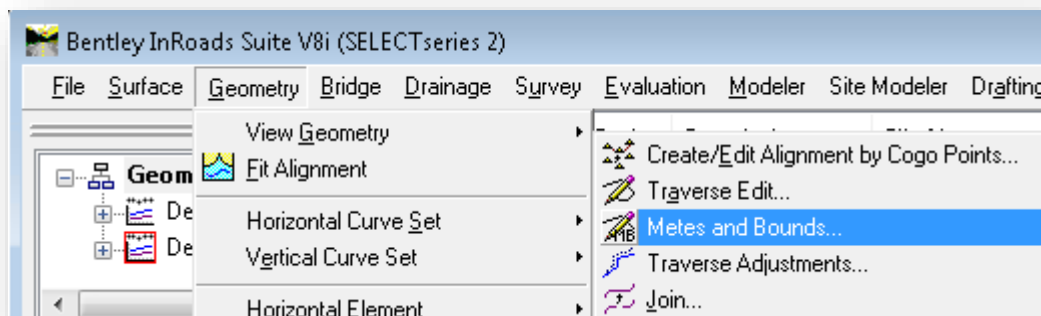 Bentley InRoads Suite V8i (SELECTseries 2)
File Surface Geometry Bridge Drainage Survey Evaluation Modeler Site Modeler Drafting
View Geometry
Fit Alignment
Horizontal Curve Set
Vertical Curve Set
Horizontal Element
Geom
De
De
Create/Edit Alignment by Cogo Points...
Traverse Edit...
Metes and Bounds...
Traverse Adjustments...
Join...